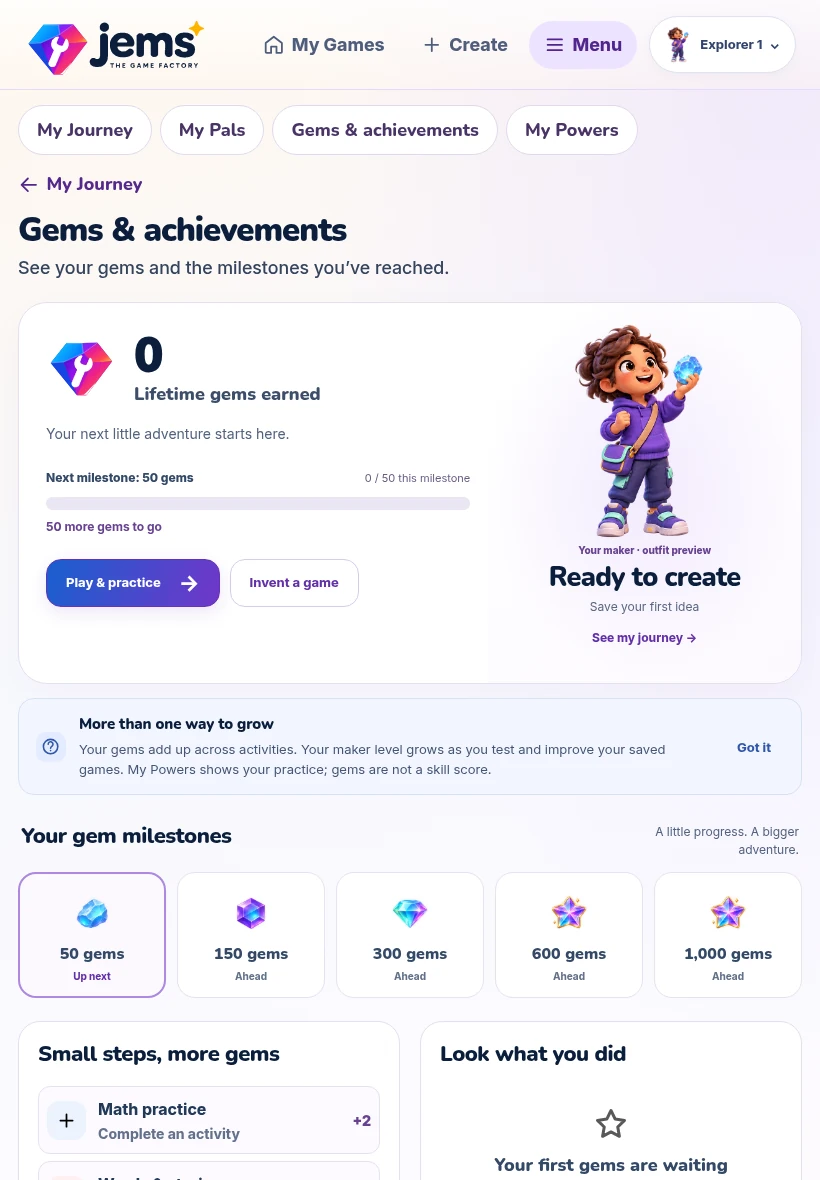 jems
THE GAME FACTORY
My Games
Create
Menu
Explorer 1
My Journey
My Pals
Gems & achievements
My Powers
My Journey
Gems & achievements
See your gems and the milestones you’ve reached.
0
Lifetime gems earned
Your next little adventure starts here.
Next milestone: 50 gems
0 / 50 this milestone
50 more gems to go
Play & practice
Invent a game
Your maker · outfit preview
Ready to create
Save your first idea
See my journey →
More than one way to grow
Your gems add up across activities. Your maker level grows as you test and improve your saved
games. My Powers shows your practice; gems are not a skill score.
Got it
Your gem milestones
A little progress. A bigger
adventure.
50 gems
Up next
150 gems
Ahead
300 gems
Ahead
600 gems
Ahead
1,000 gems
Ahead
Small steps, more gems
Math practice
Complete an activity
+2
Look what you did
Your first gems are waiting